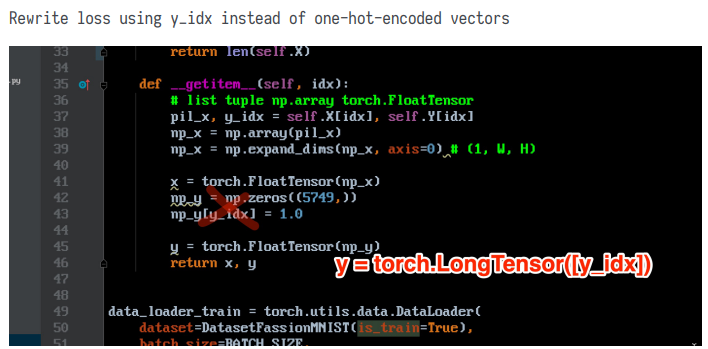 Rewrite loss using y_idx instead of one-hot-encoded vectors
33 return len(self.X)
34
.py
35 def __getitem__(self, idx):
36 # list tuple np.array torch.FloatTensor
37 pil_x, y_idx = self.X[idx], self.Y[idx]
38 np_x = np.array(pil_x)
39 np_x = np.expand_dims(np_x, axis=0) # (1, W, H)
40
41 x = torch.FloatTensor(np_x)
42 np_y = np.zeros((5749,))
43 np_y[y_idx] = 1.0
44
45 y = torch.FloatTensor(np_y)
46 return x, y
y = torch.LongTensor([y_idx])
47
48
49 data_loader_train = torch.utils.data.DataLoader(
50 dataset=DatasetFassionMNIST(is_train=True),
51 batch_size=BATCH_SIZE,